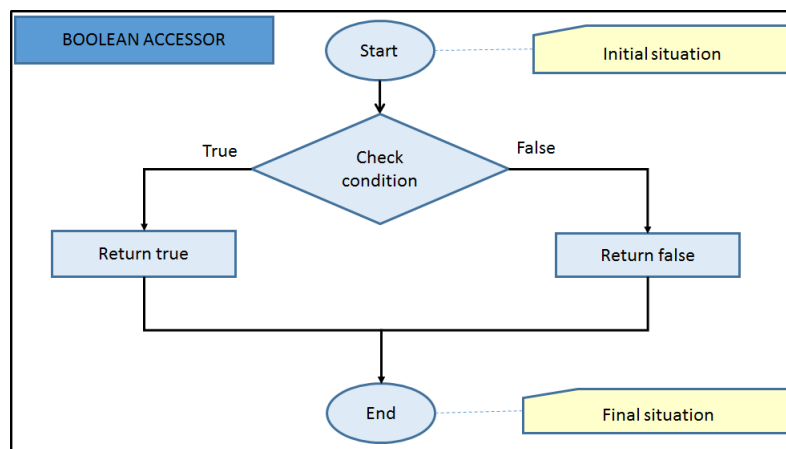 BOOLEAN ACCESSOR
Start
Initial situation
True
False
Check
condition
Return true
Return false
End
Final situation